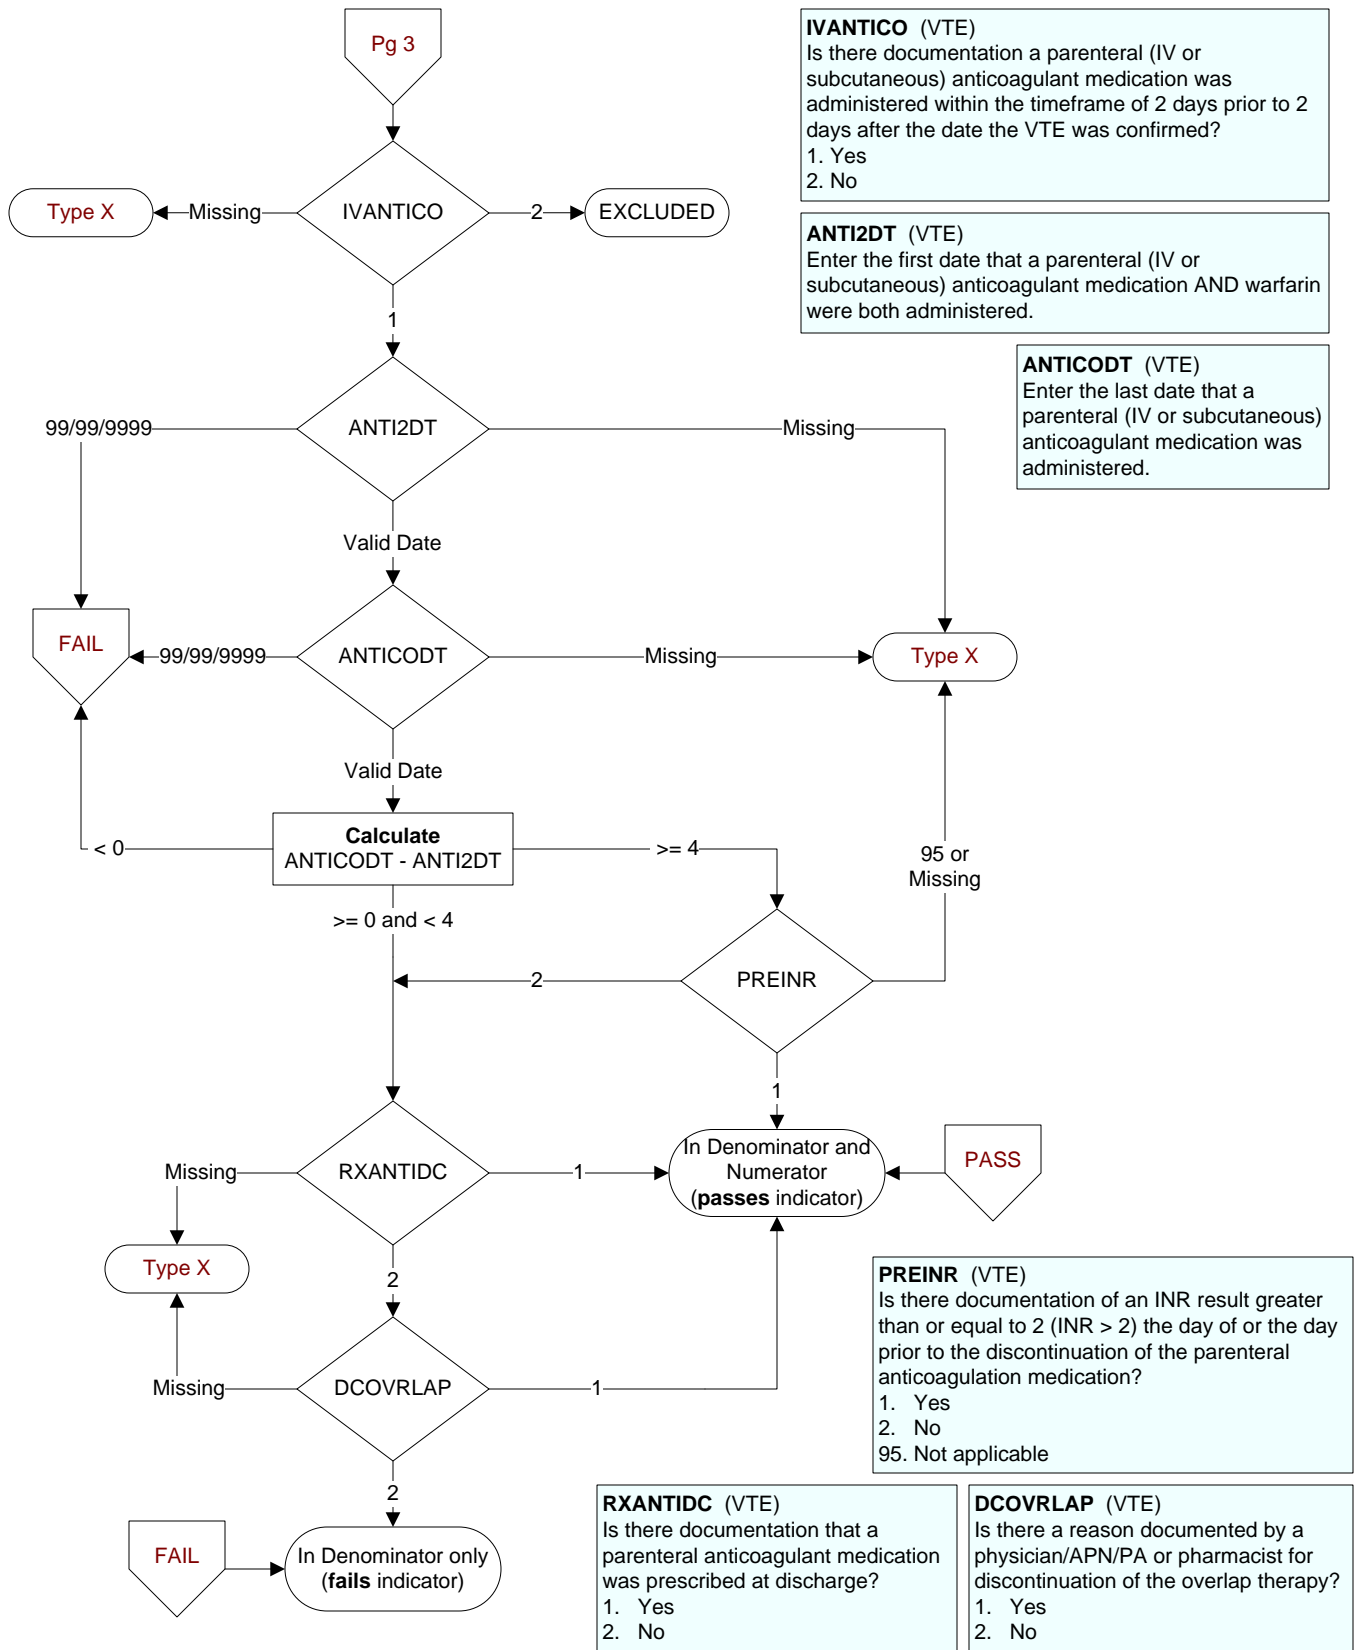 Pg 3
IVANTICO (VTE)
Is there documentation a parenteral (IV or
subcutaneous) anticoagulant medication was
administered within the timeframe of 2 days prior to 2
days after the date the VTE was confirmed?
1. Yes
2. No
Type X
Missing
IVANTICO
2
EXCLUDED
ANTI2DT (VTE)
Enter the first date that a parenteral (IV or
subcutaneous) anticoagulant medication AND warfarin
were both administered.
1
ANTICODT (VTE)
Enter the last date that a
parenteral (IV or subcutaneous)
anticoagulant medication was
administered.
99/99/9999
ANTI2DT
Missing
Valid Date
FAIL
99/99/9999
ANTICODT
Missing
Type X
Valid Date
< 0
Calculate
ANTICODT - ANTI2DT
>= 4
95 or
Missing
>= 0 and < 4
2
PREINR
1
Missing
RXANTIDC
1
In Denominator and
Numerator
(passes indicator)
PASS
Type X
2
PREINR (VTE)
Is there documentation of an INR result greater
than or equal to 2 (INR > 2) the day of or the day
prior to the discontinuation of the parenteral
anticoagulation medication?
1. Yes
2. No
95. Not applicable
Missing
DCOVRLAP
1
2
FAIL
In Denominator only
(fails indicator)
RXANTIDC (VTE)
Is there documentation that a
parenteral anticoagulant medication
was prescribed at discharge?
1. Yes
2. No
DCOVRLAP (VTE)
Is there a reason documented by a
physician/APN/PA or pharmacist for
discontinuation of the overlap therapy?
1. Yes
2. No